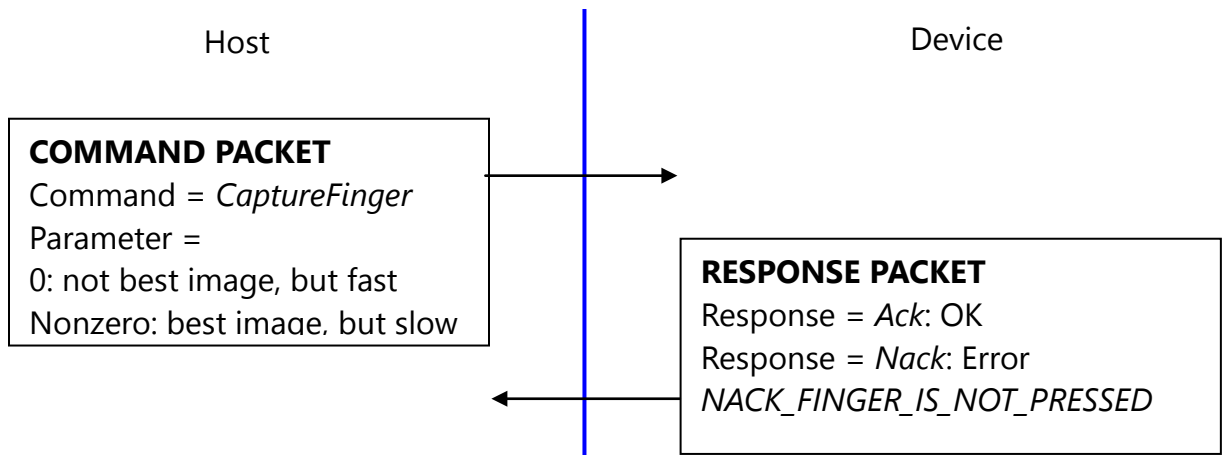 Host
Device
COMMAND PACKET
Command = CaptureFinger
Parameter =
0: not best image, but fast
Nonzero: best image, but slow
RESPONSE PACKET
Response = Ack: OK
Response = Nack: Error
NACK_FINGER_IS_NOT_PRESSED